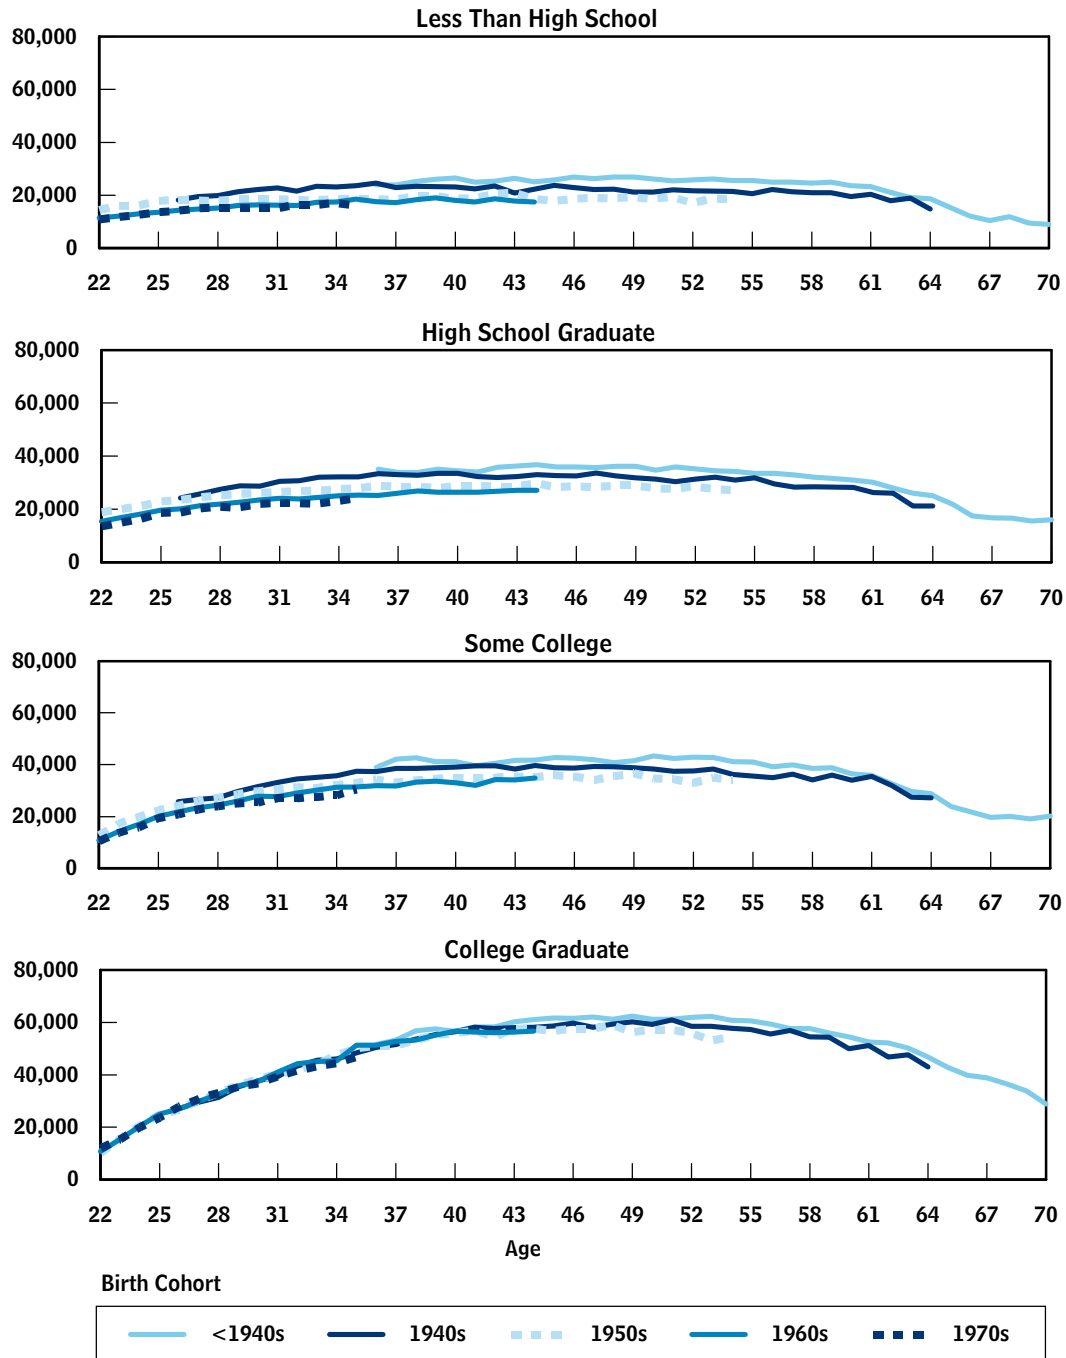 Less Than High School
80,000
60,000
40,000
20,000
0
22 25 28 31 34 37 40 43 46 49 52 55 58 61 64 67 70
High School Graduate
80,000
60,000
40,000
20,000
0
22 25 28 31 34 37 40 43 46 49 52 55 58 61 64 67 70
Some College
80,000
60,000
40,000
20,000
0
22 25 28 31 34 37 40 43 46 49 52 55 58 61 64 67 70
College Graduate
80,000
60,000
40,000
20,000
0
22 25 28 31 34 37 40 43 46 49 52 55 58 61 64 67 70
Age
Birth Cohort
<1940s 1940s 1950s 1960s 1970s